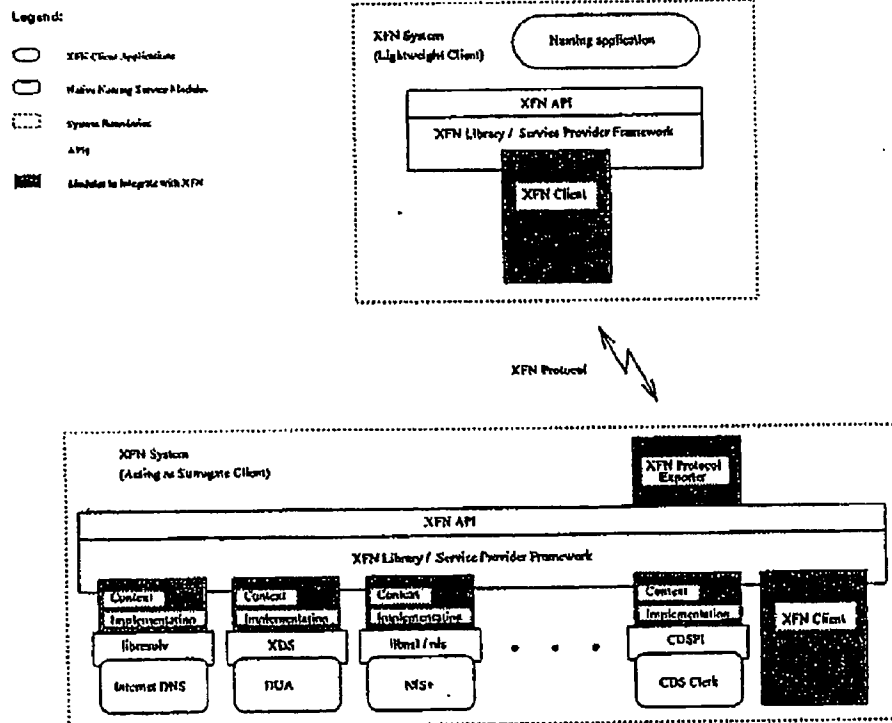 Legend:
XFN Client Applications
Native Naming Service Modules
System Boundaries
APIs
Modules to Integrate with XFN
XFN System
(Lightweight Client)
Naming application
XFN API
XFN Library / Service Provider Framework
XFN Client
XFN Protocol
XFN System
(Acting as Surrogate Client)
XFN Protocol
Exporter
XFN API
XFN Library / Service Provider Framework
Context
Implementation
libresolv
Internet DNS
Context
Implementation
XDS
DUA
Context
Implementation
libnsl / nis
NIS+
. . .
Context
Implementation
CDSPI
CDS Clerk
XFN Client